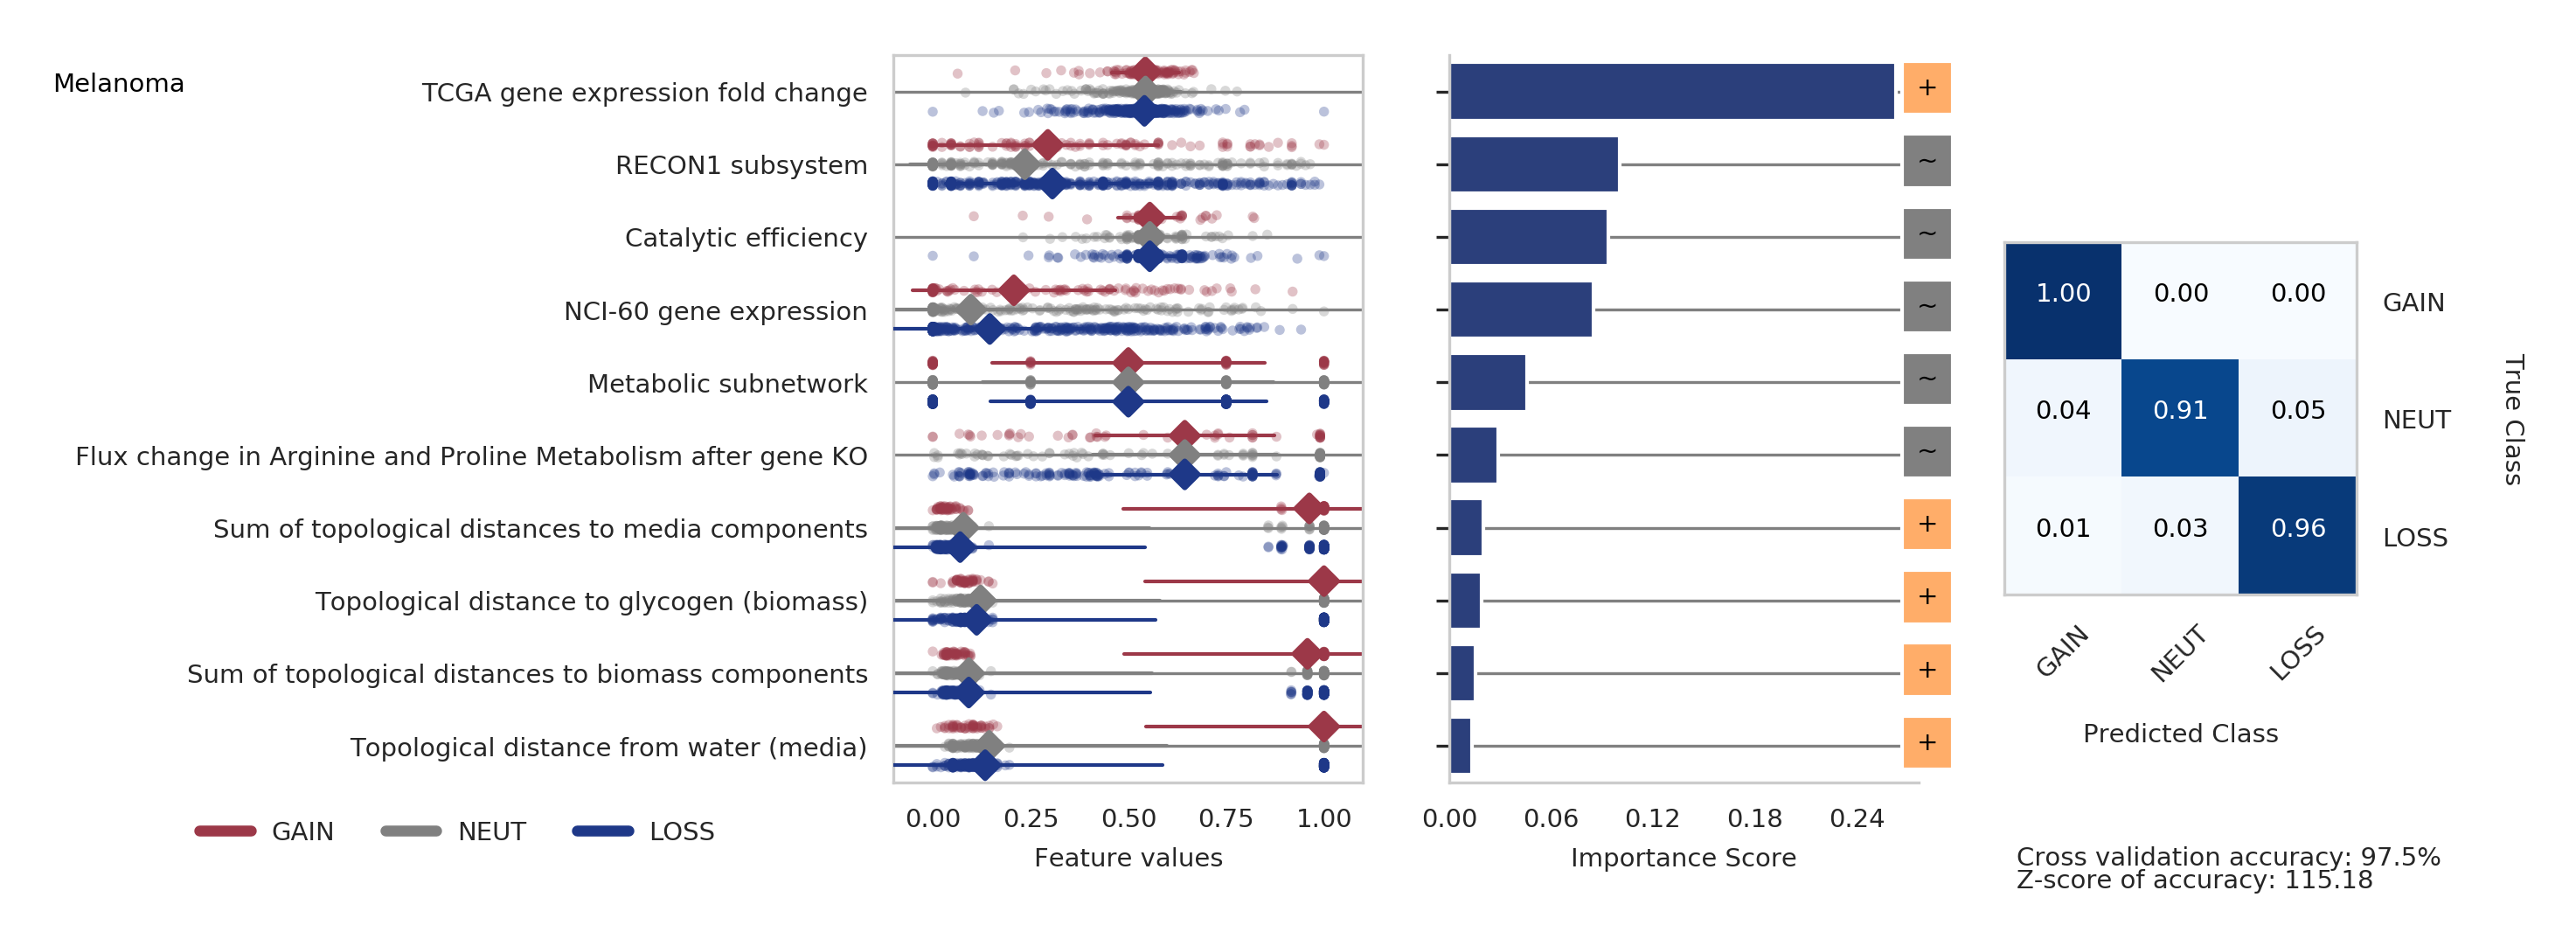 Melanoma
TCGA gene expression fold change
RECON1 subsystem
Catalytic efficiency
NCI-60 gene expression
Metabolic subnetwork
Flux change in Arginine and Proline Metabolism after gene KO
Sum of topological distances to media components
Topological distance to glycogen (biomass)
Sum of topological distances to biomass components
Topological distance from water (media)
GAIN NEUT LOSS
0.00 0.25 0.50 0.75 1.00
Feature values
+
~
~
~
~
~
+
+
+
+
0.00 0.06 0.12 0.18 0.24
Importance Score
1.00 0.00 0.00 GAIN
0.04 0.91 0.05 NEUT
0.01 0.03 0.96 LOSS
True Class
GAIN NEUT LOSS
Predicted Class
Cross validation accuracy: 97.5%
Z-score of accuracy: 115.18